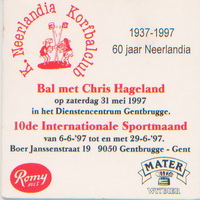 K. Neerlandia Korfbalclub
1937-1997
60 jaar Neerlandia
Bal met Chris Hageland
op zaterdag 31 mei 1997
in het Dienstencentrum Gentbrugge.
10de Internationale Sportmaand
van 6-6-'97 tot en met 29-6-'97.
Boer Janssenstraat 19 9050 Gentbrugge - Gent
Romy
MATER
WITBIER